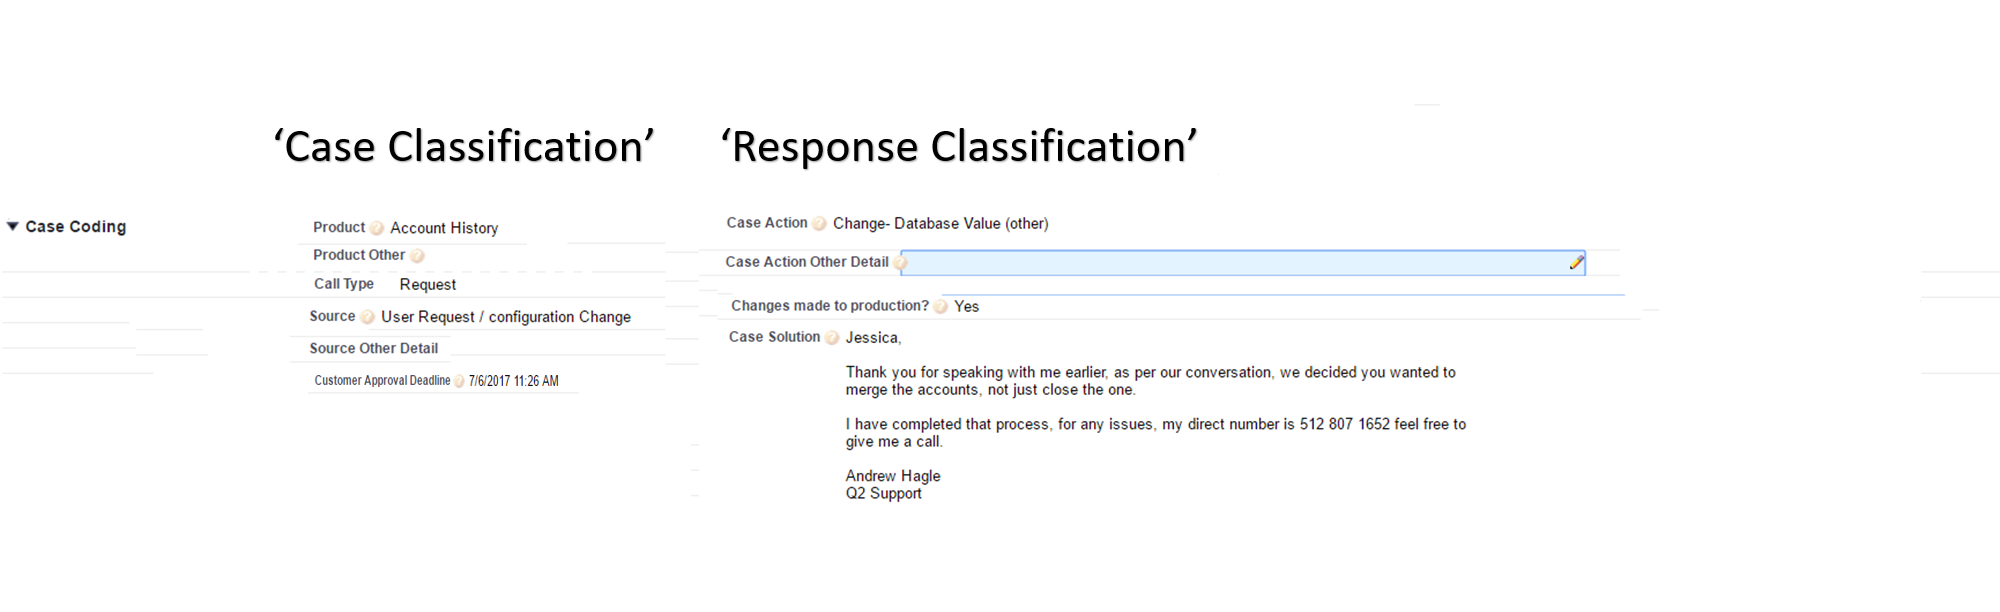 ‘Case Classification’
‘Response Classification’
Case Coding
Product ? Account History
Product Other ?
Call Type Request
Source ? User Request / configuration Change
Source Other Detail
Customer Approval Deadline ? 7/6/2017 11:26 AM
Case Action ? Change- Database Value (other)
Case Action Other Detail ?
Changes made to production? ? Yes
Case Solution ? Jessica,
Thank you for speaking with me earlier, as per our conversation, we decided you wanted to
merge the accounts, not just close the one.
I have completed that process, for any issues, my direct number is 512 807 1652 feel free to
give me a call.
Andrew Hagle
Q2 Support